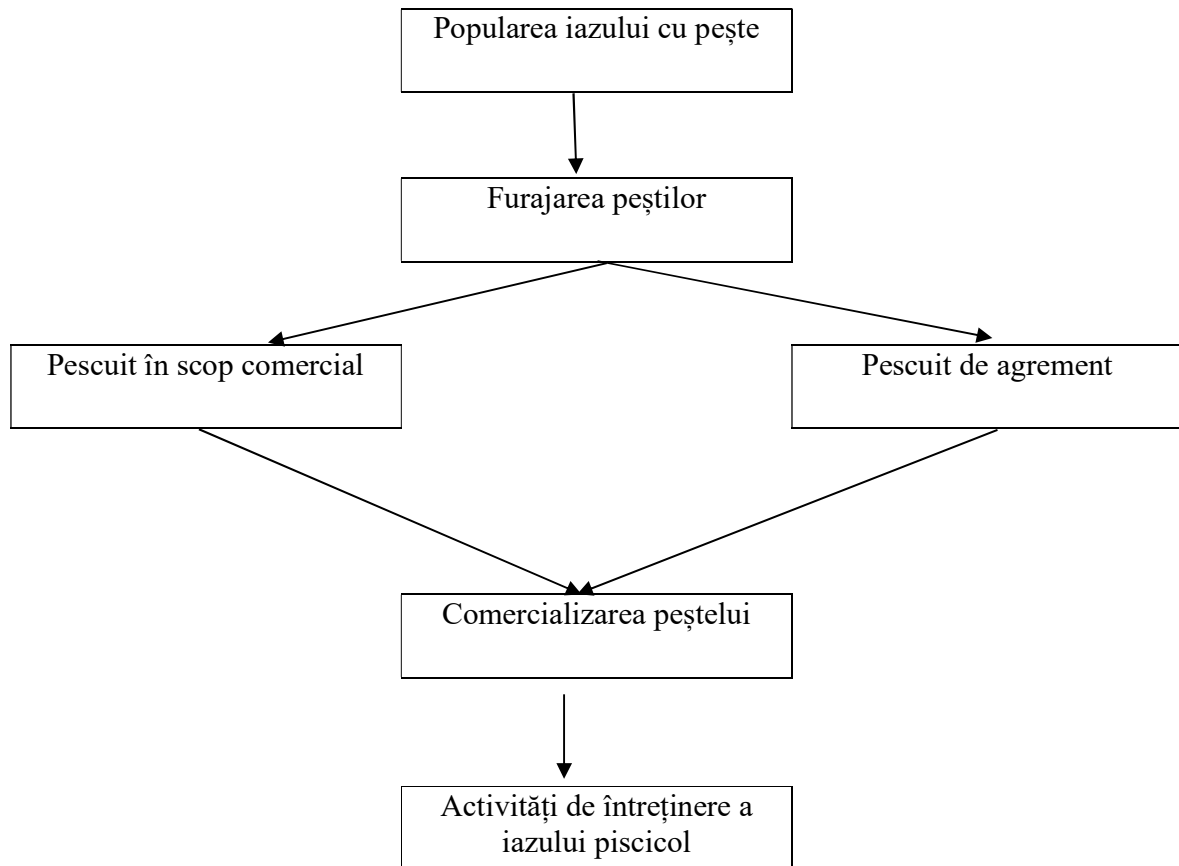 Popularea iazului cu pește
Furajarea peștilor
Pescuit în scop comercial
Pescuit de agrement
Comercializarea peștelui
Activități de întreținere a
iazului piscicol